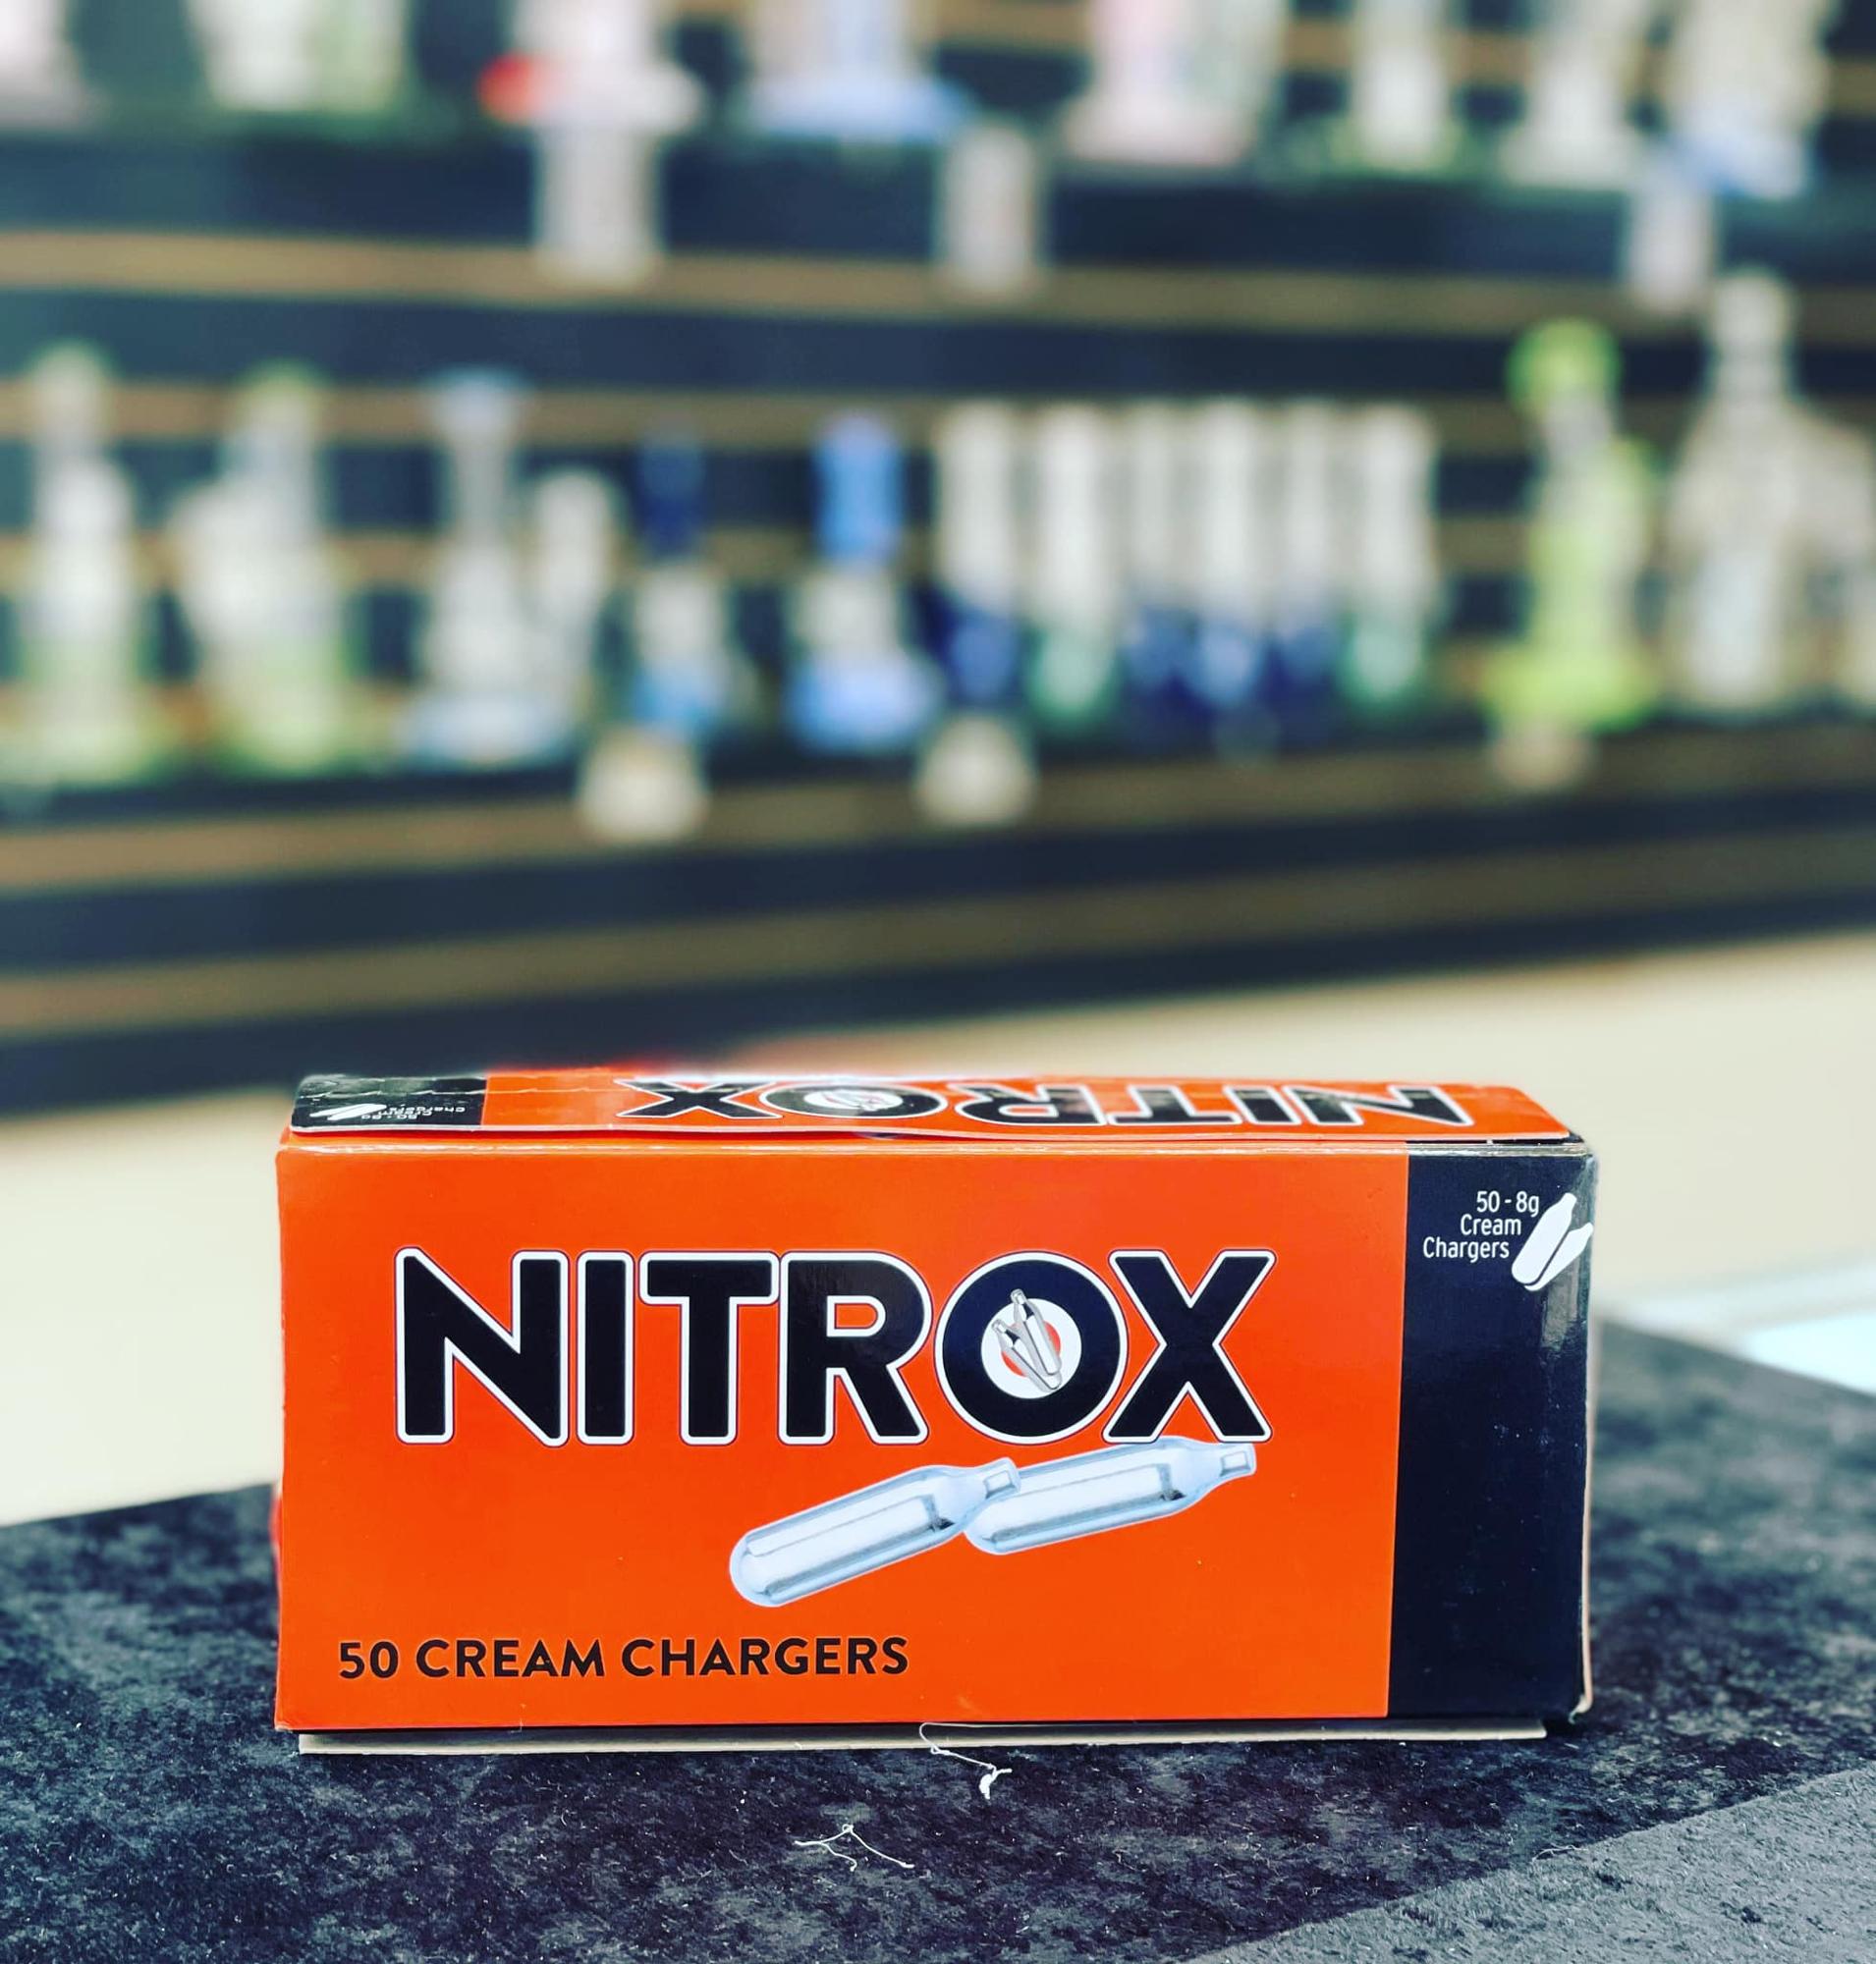 NITROX
NITROX
50 - 8g
Cream
Chargers
50 CREAM CHARGERS